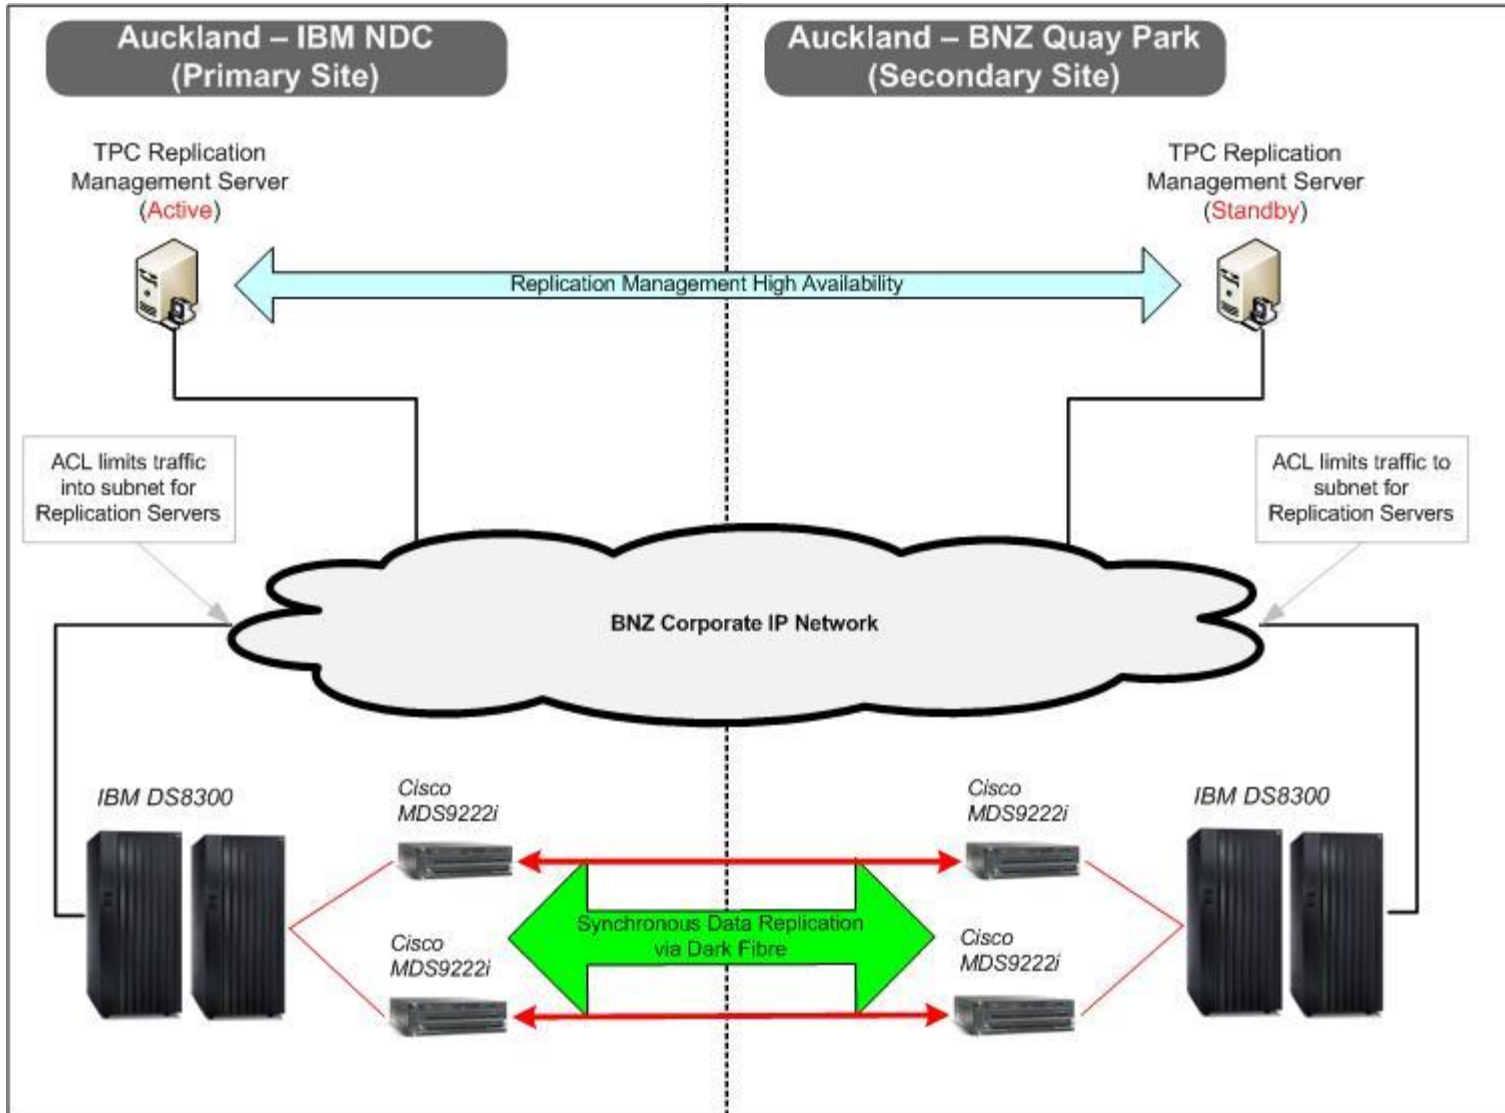 Auckland – IBM NDC
(Primary Site)
Auckland – BNZ Quay Park
(Secondary Site)
TPC Replication
Management Server
(Active)
TPC Replication
Management Server
(Standby)
Replication Management High Availability
ACL limits traffic
into subnet for
Replication Servers
ACL limits traffic to
subnet for
Replication Servers
BNZ Corporate IP Network
IBM DS8300
Cisco
MDS9222i
Cisco
MDS9222i
IBM DS8300
Synchronous Data Replication
via Dark Fibre
Cisco
MDS9222i
Cisco
MDS9222i